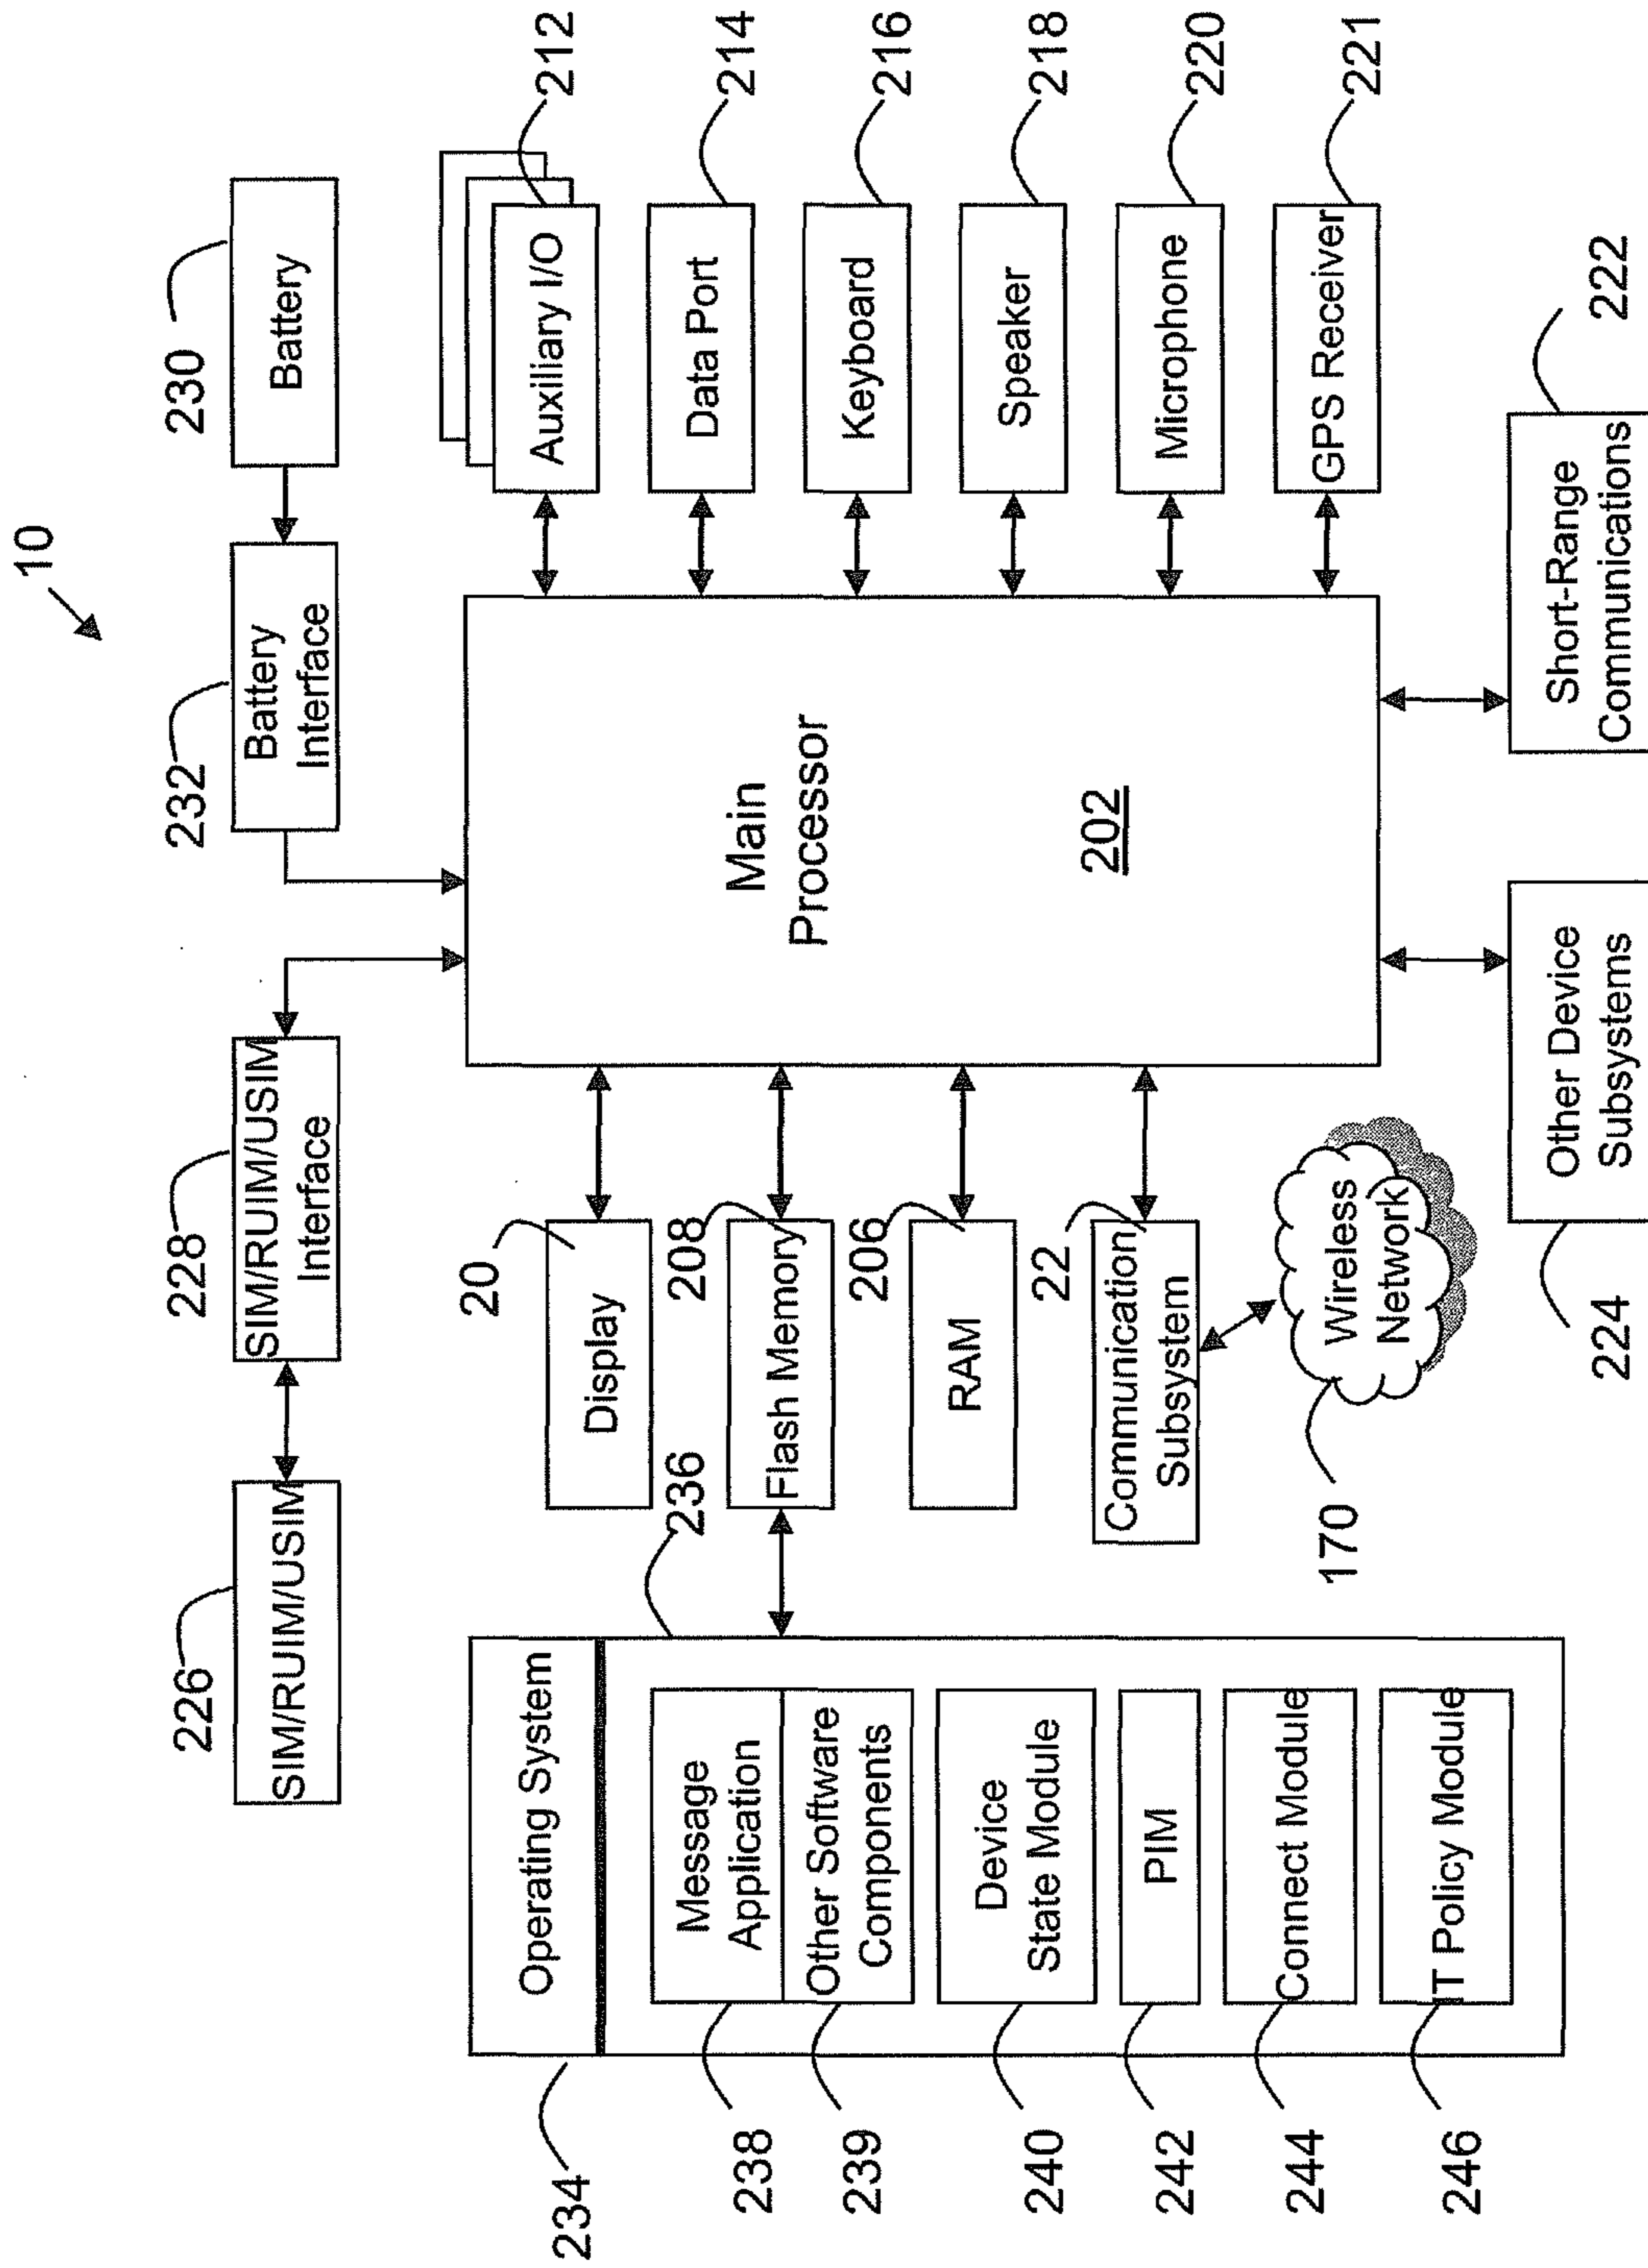 10
226
228
232
230
SIM/RUIM/USIM
SIM/RUIM/USIM
Interface
Battery
Interface
Battery
234
Operating System
236
238
Message
Application
239
Other Software
Components
240
Device
State Module
242
PIM
244
Connect Module
246
IT Policy Module
20
Display
208
Flash Memory
206
RAM
22
Communication
Subsystem
170
Wireless
Network
Main
Processor
202
Auxiliary I/O
212
Data Port
214
Keyboard
216
Speaker
218
Microphone
220
GPS Receiver
221
224
Other Device
Subsystems
Short-Range
Communications
222